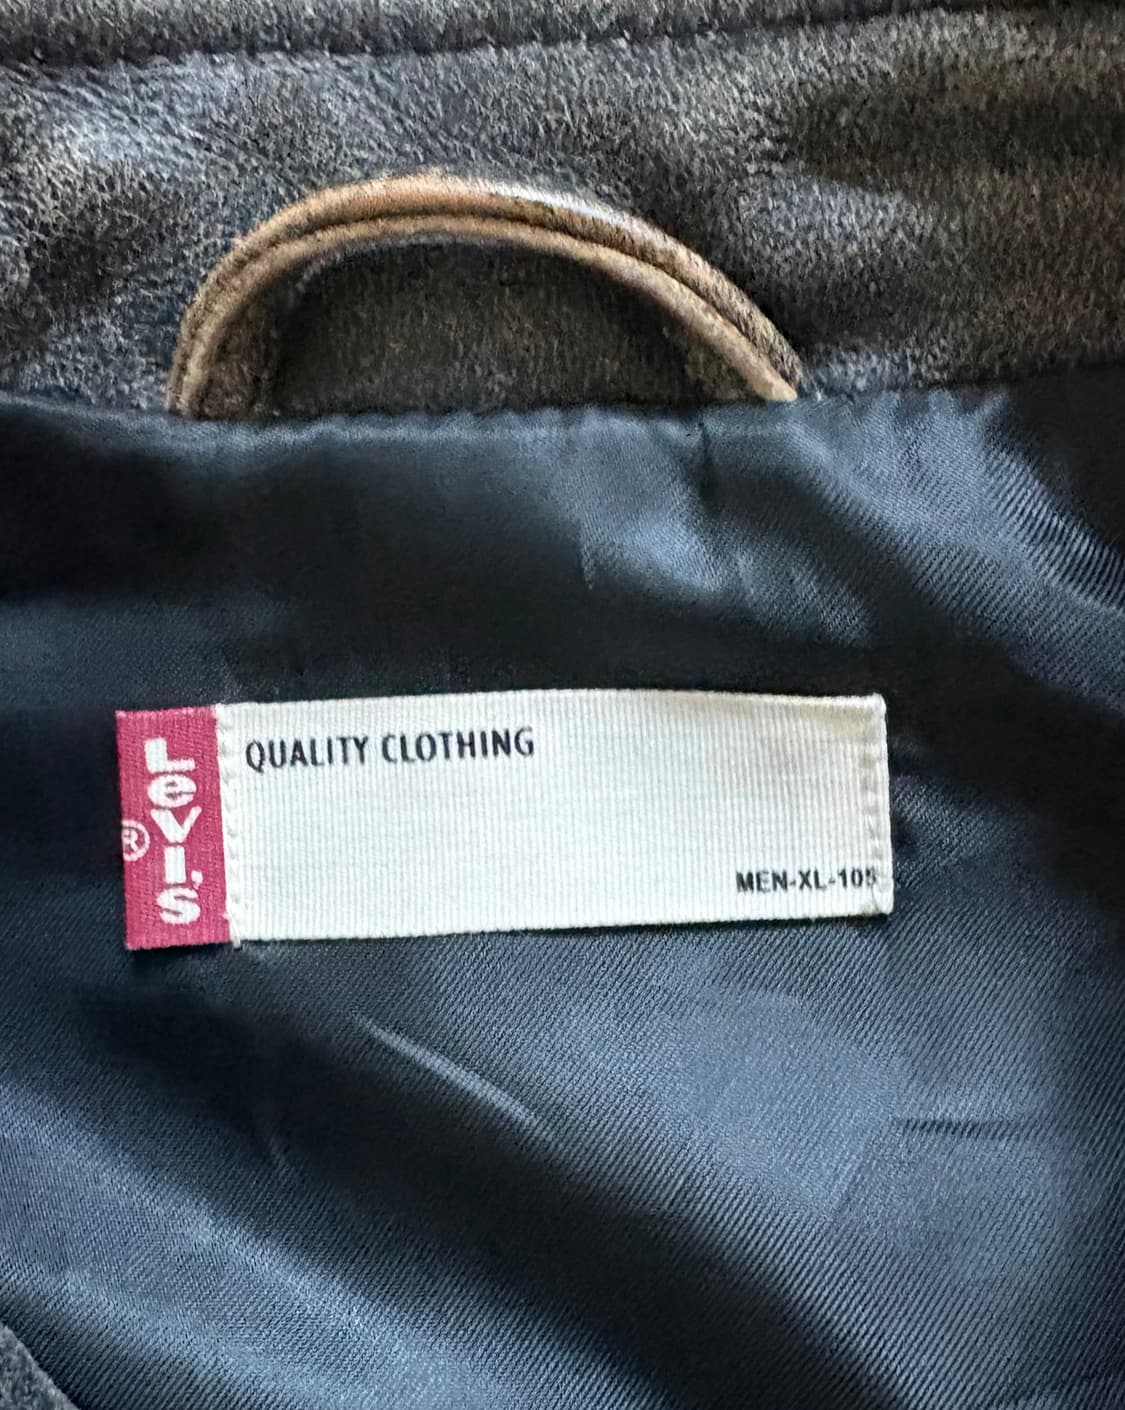 Levi's
®
QUALITY CLOTHING
MEN-XL-105